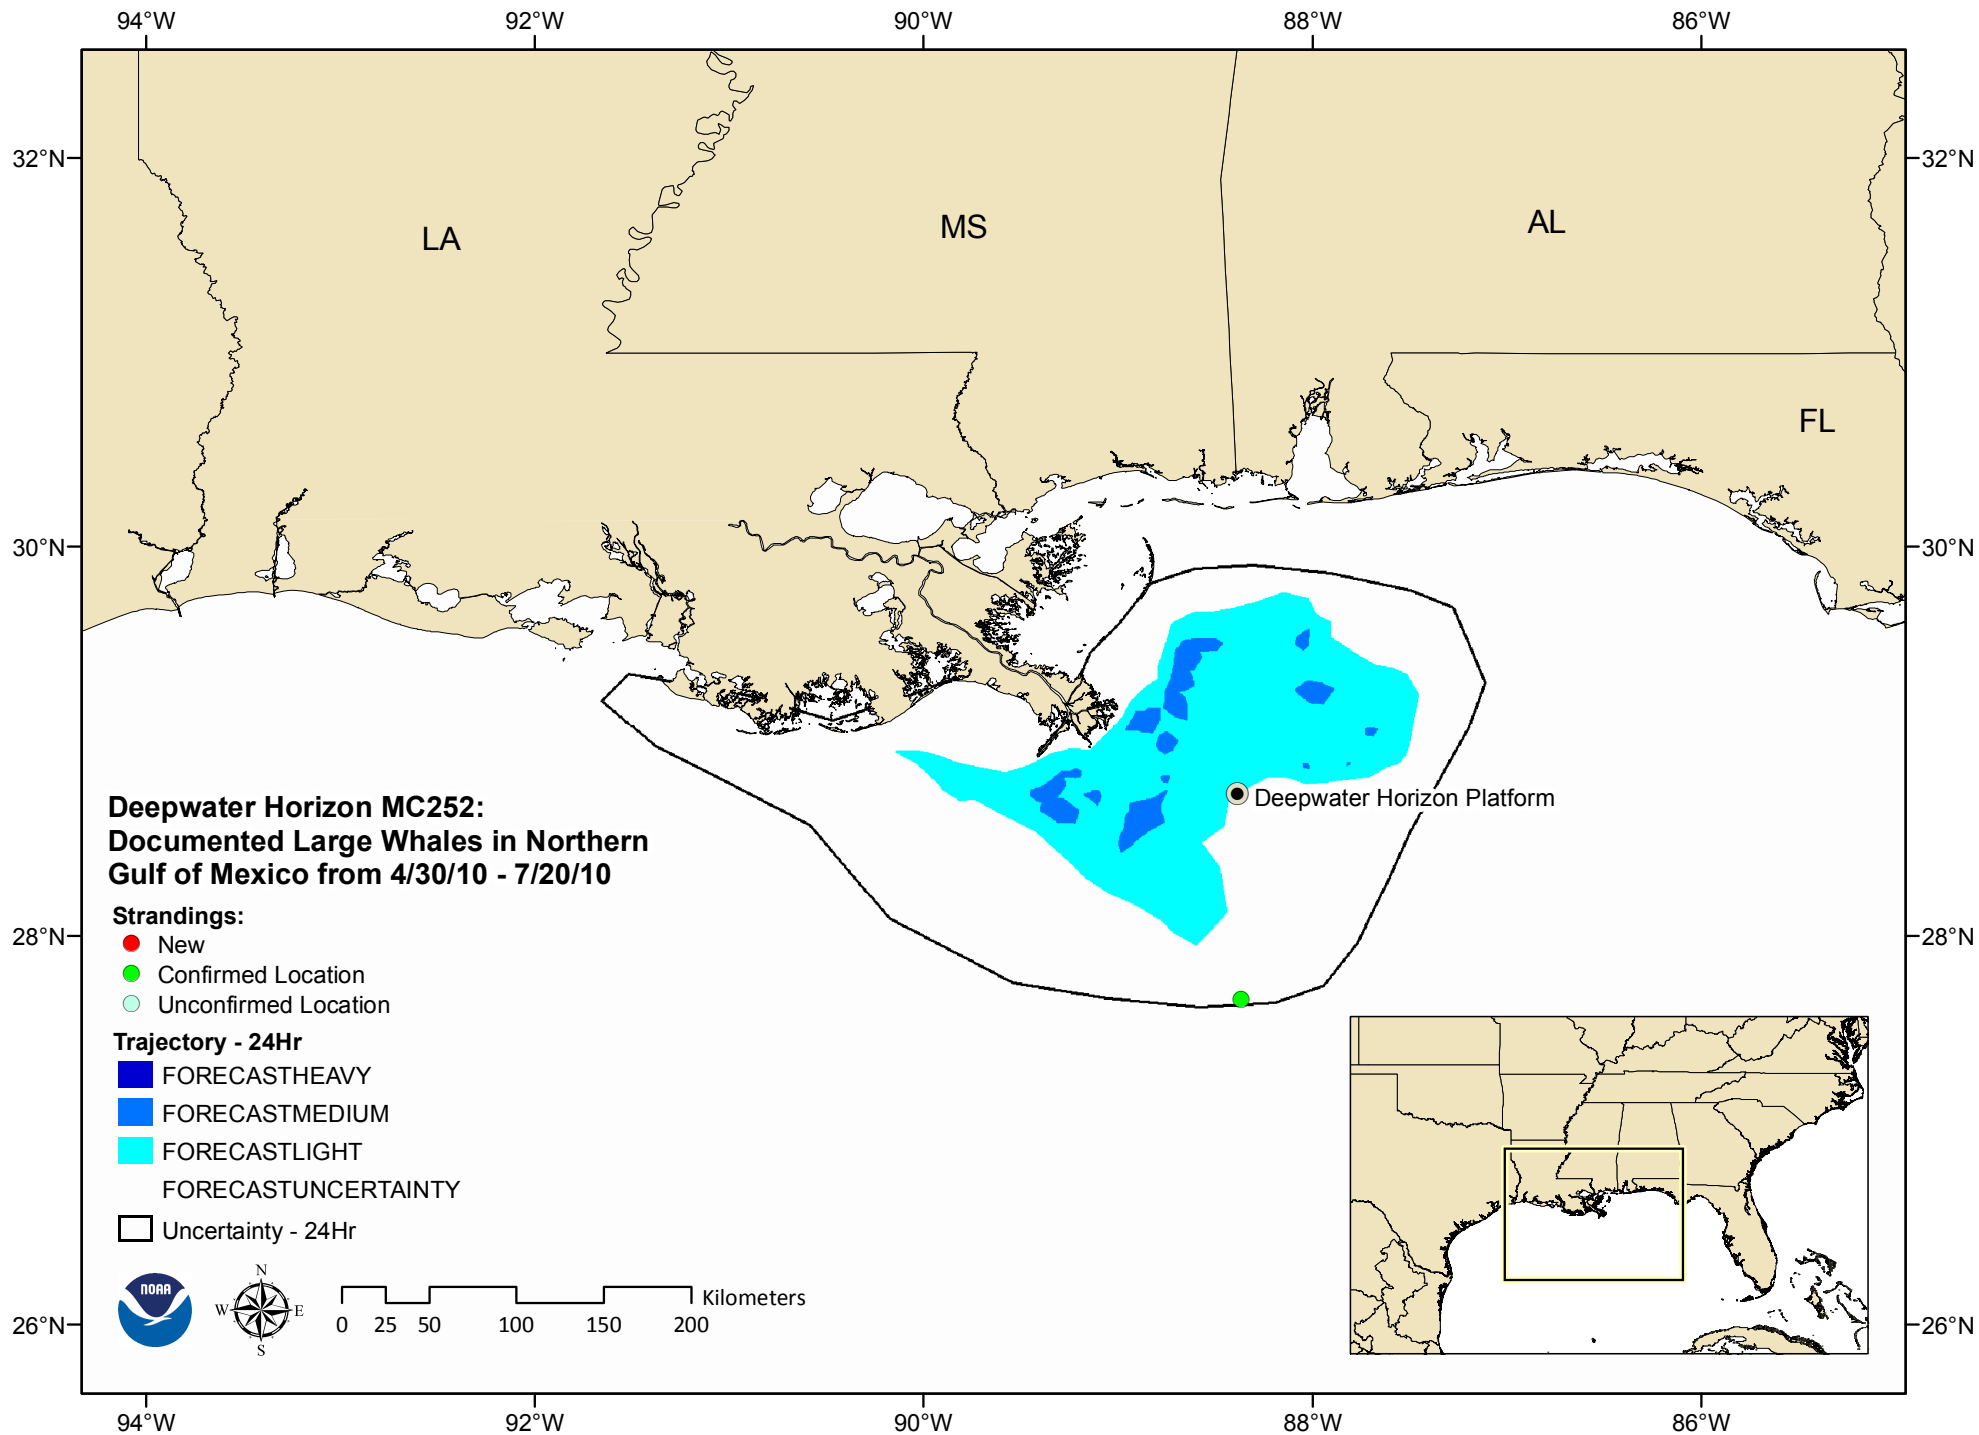 94°W 92°W 90°W 88°W 86°W
32°N 32°N
LA MS AL
FL
30°N 30°N
Deepwater Horizon Platform
Deepwater Horizon MC252:
Documented Large Whales in Northern
Gulf of Mexico from 4/30/10 - 7/20/10
Strandings:
28°N 28°N
New
Confirmed Location
Unconfirmed Location
Trajectory - 24Hr
FORECASTHEAVY
FORECASTMEDIUM
FORECASTLIGHT
FORECASTUNCERTAINTY
Uncertainty - 24Hr
NOAA
N
W E
S
Kilometers
0 25 50 100 150 200
26°N 26°N
94°W 92°W 90°W 88°W 86°W